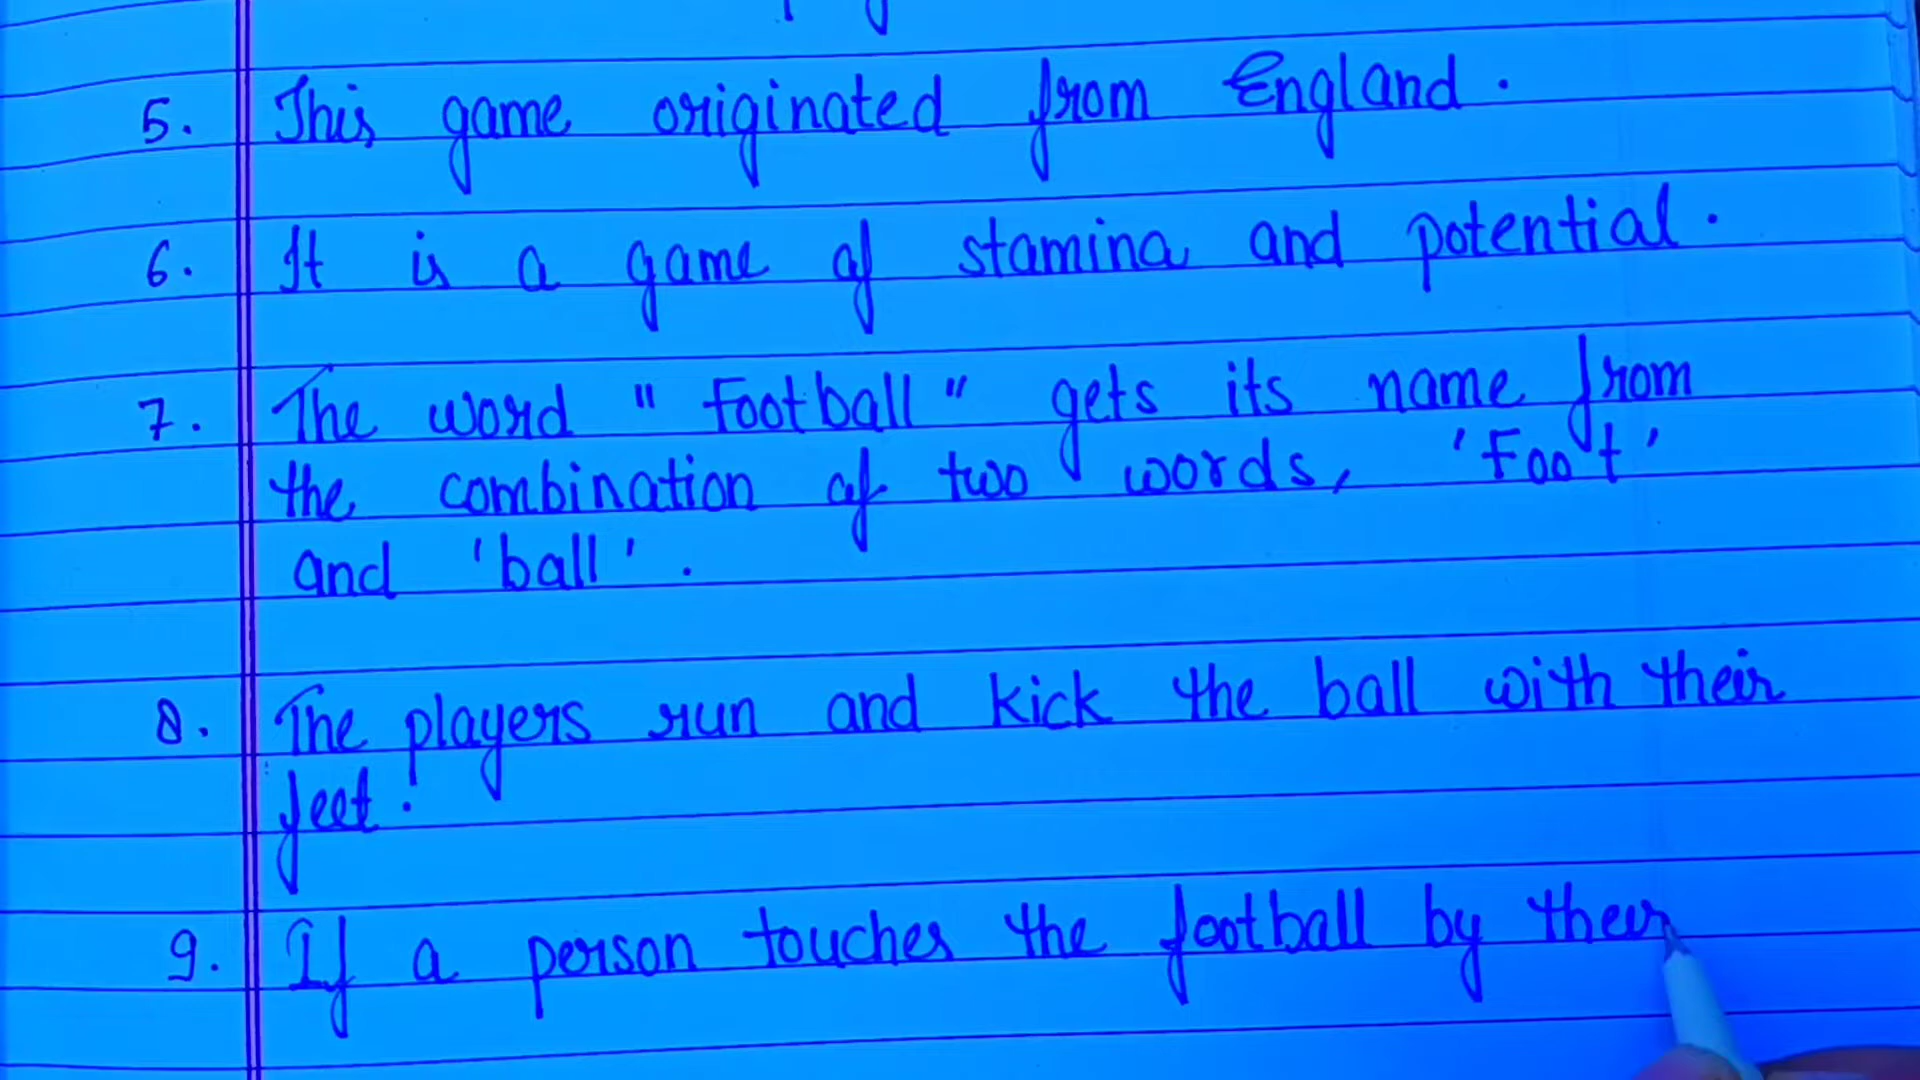 5. This game originated from England.
6. It is a game of stamina and potential.
7. The word "Football" gets its name from
the combination of two words, 'Foot'
and 'ball'.
8. The players run and kick the ball with their
feet.
9. If a person touches the football by their